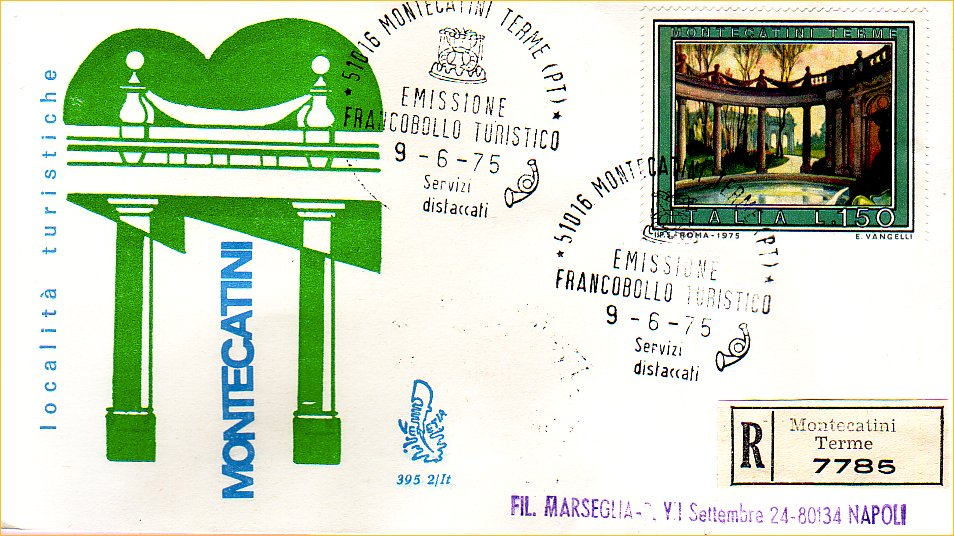 località turistiche
MONTECATINI
51016 MONTECATINI TERME (PT)
EMISSIONE
FRANCOBOLLO TURISTICO
9-6-75
Servizi
distaccati
MONTECATINI TERME
ITALIA L.150
I.P.S. ROMA-1975 E. VANGELLI
51016 MONTECATINI TERME (PT)
EMISSIONE
FRANCOBOLLO TURISTICO
9-6-75
Servizi
distaccati
395 2/It
R
Montecatini
Terme
7785
FIL. MARSEGLIA- Settembre 24-80134 NAPOLI